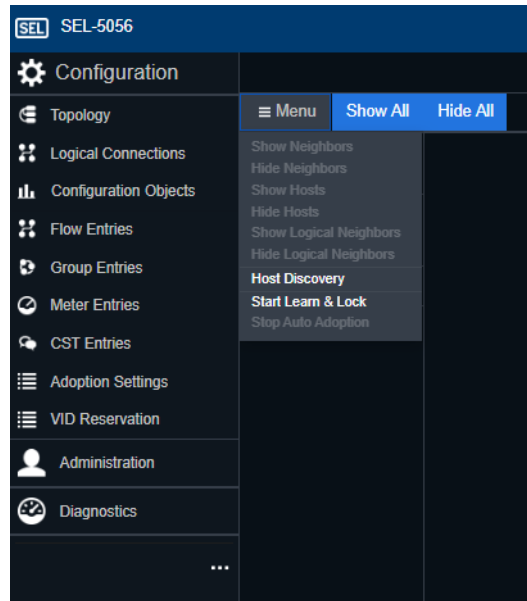 SEL SEL-5056
Configuration
Topology
Logical Connections
Configuration Objects
Flow Entries
Group Entries
Meter Entries
CST Entries
Adoption Settings
VID Reservation
Administration
Diagnostics
...
Menu Show All Hide All
Show Neighbors
Hide Neighbors
Show Hosts
Hide Hosts
Show Logical Neighbors
Hide Logical Neighbors
Host Discovery
Start Learn & Lock
Stop Auto Adoption